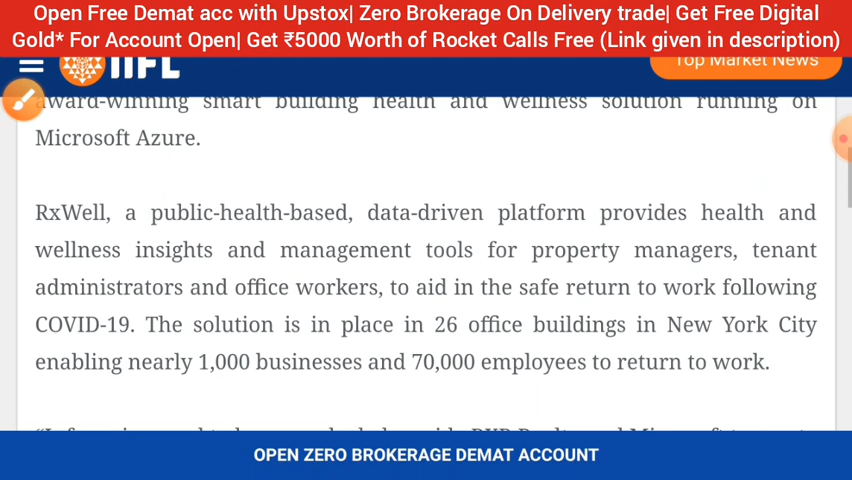 Open Free Demat acc with Upstox| Zero Brokerage On Delivery trade| Get Free Digital
Gold* For Account Open| Get ₹5000 Worth of Rocket Calls Free (Link given in description)
IIFL
Top Market News
award-winning smart building health and wellness solution running on
Microsoft Azure.
RxWell, a public-health-based, data-driven platform provides health and
wellness insights and management tools for property managers, tenant
administrators and office workers, to aid in the safe return to work following
COVID-19. The solution is in place in 26 office buildings in New York City
enabling nearly 1,000 businesses and 70,000 employees to return to work.
OPEN ZERO BROKERAGE DEMAT ACCOUNT